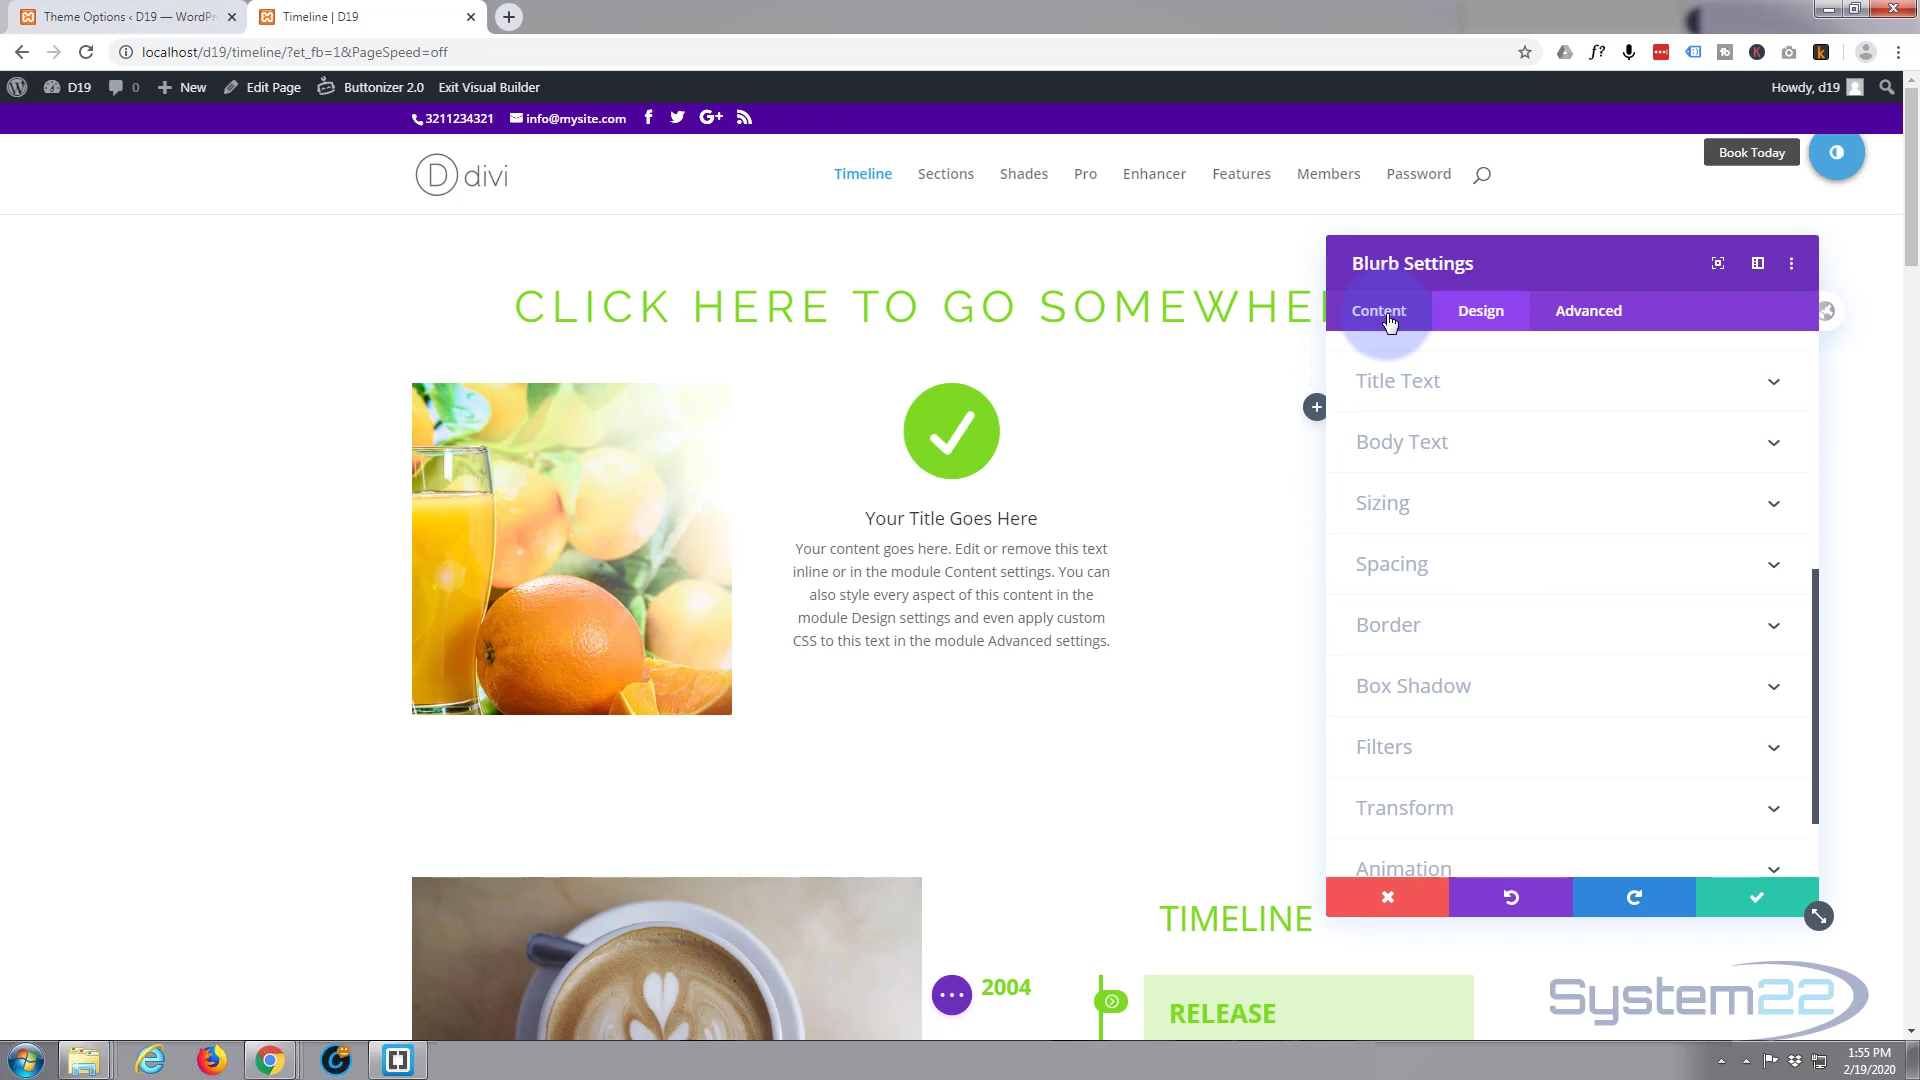 Theme Options ‹ D19 — WordPr
Timeline | D19
localhost/d19/timeline/?et_fb=1&PageSpeed=off
D19
0
New
Edit Page
Buttonizer 2.0
Exit Visual Builder
Howdy, d19
3211234321
info@mysite.com
D divi
Timeline
Sections
Shades
Pro
Enhancer
Features
Members
Password
Book Today
CLICK HERE TO GO SOMEWHE
Blurb Settings
Content
Design
Advanced
Title Text
Body Text
Sizing
Spacing
Border
Box Shadow
Filters
Transform
Animation
Your Title Goes Here
Your content goes here. Edit or remove this text
inline or in the module Content settings. You can
also style every aspect of this content in the
module Design settings and even apply custom
CSS to this text in the module Advanced settings.
TIMELINE
2004
RELEASE
System22
1:55 PM
2/19/2020